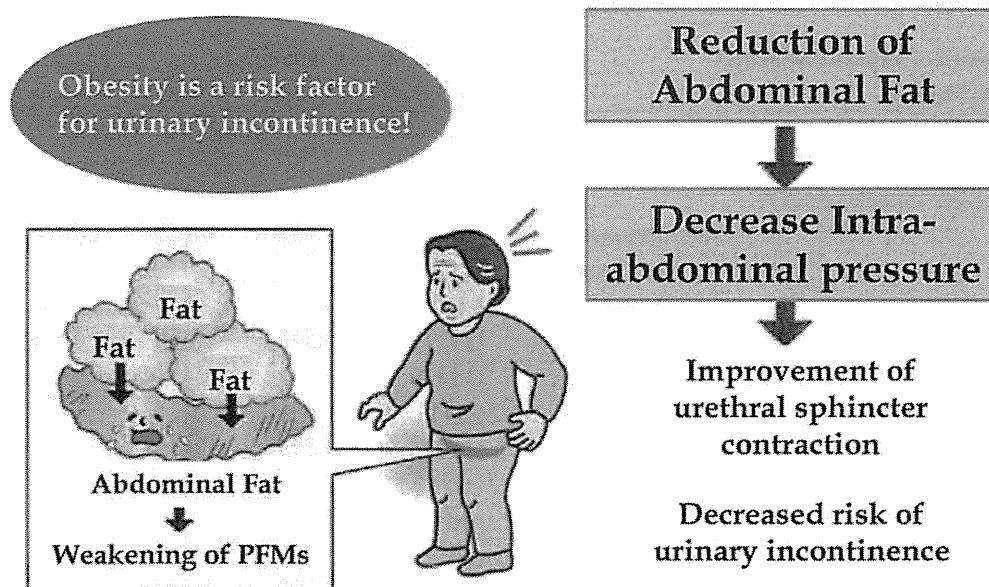 Obesity is a risk factor
for urinary incontinence!
Fat
Fat
Fat
Abdominal Fat
Weakening of PFMs
Reduction of
Abdominal Fat
Decrease Intra-
abdominal pressure
Improvement of
urethral sphincter
contraction
Decreased risk of
urinary incontinence